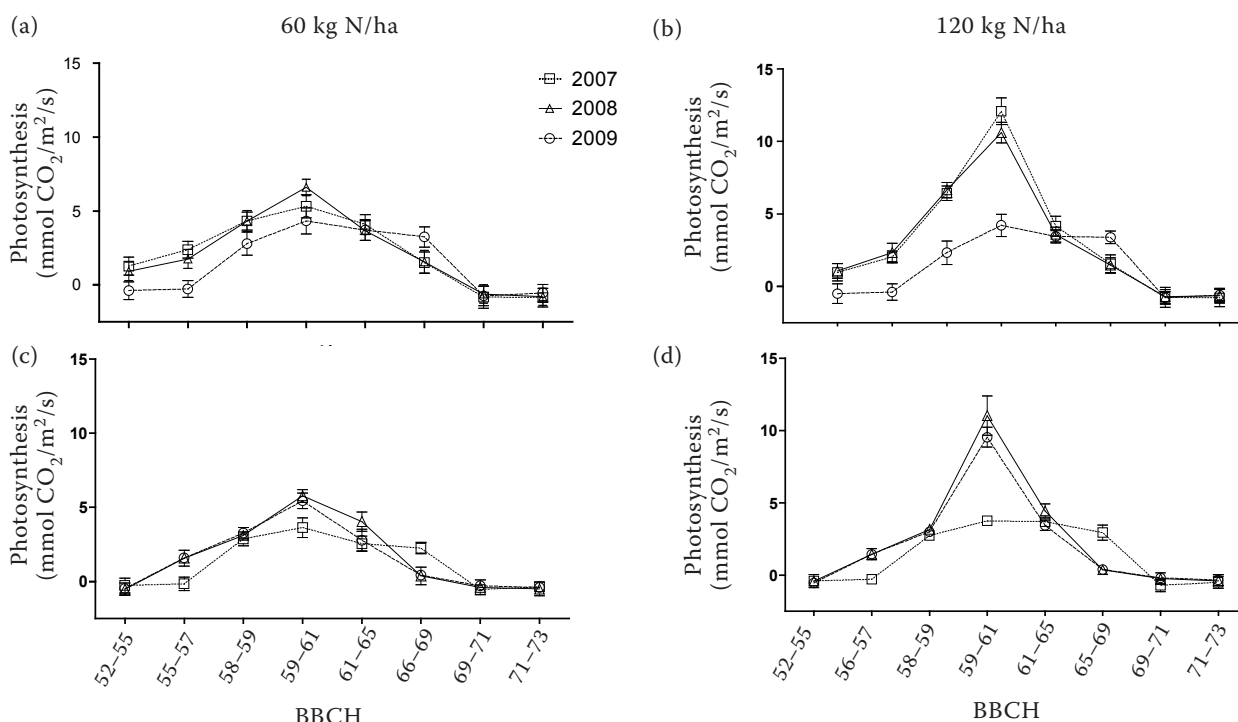 (a)
60 kg N/ha
15
10
5
0
Photosynthesis
(mmol CO₂/m²/s)
2007
2008
2009
(b)
120 kg N/ha
15
10
5
0
Photosynthesis
(mmol CO₂/m²/s)
(c)
15
10
5
0
Photosynthesis
(mmol CO₂/m²/s)
52–55
55–57
58–59
59–61
61–65
66–69
69–71
71–73
BBCH
(d)
15
10
5
0
Photosynthesis
(mmol CO₂/m²/s)
52–55
56–57
58–59
59–61
61–65
65–69
69–71
71–73
BBCH